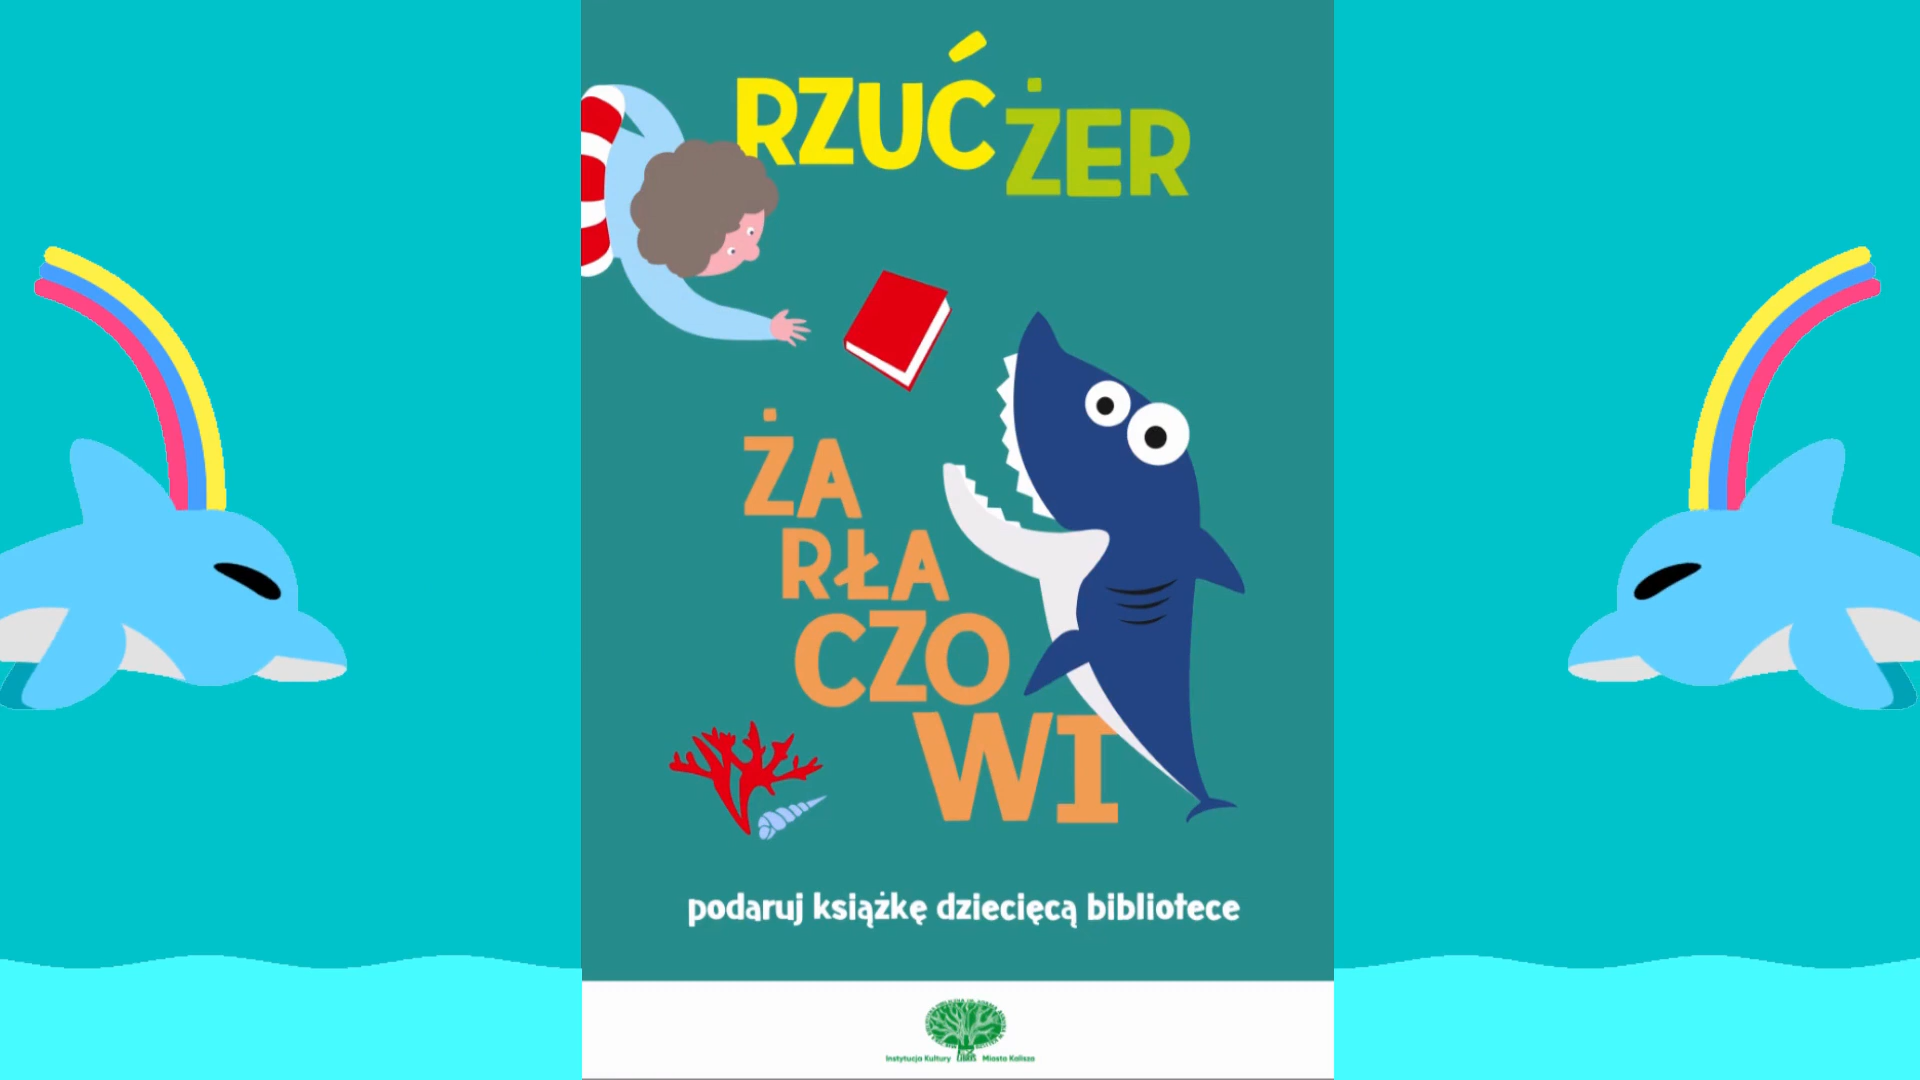 RZUĆ ŻER
ŻA
RŁA
CZO
WI
podaruj książkę dziecięcą bibliotece
Instytucja Kultury Miasta Kalisza